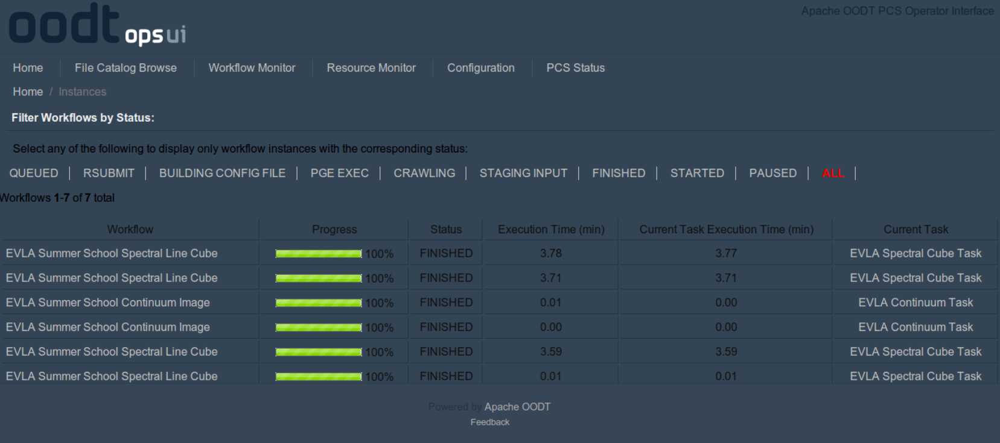 oodt opsui
Apache OODT PCS Operator Interface
Home File Catalog Browse Workflow Monitor Resource Monitor Configuration PCS Status
Home / Instances
Filter Workflows by Status:
Select any of the following to display only workflow instances with the corresponding status:
QUEUED | RSUBMIT | BUILDING CONFIG FILE | PGE EXEC | CRAWLING | STAGING INPUT | FINISHED | STARTED | PAUSED | ALL |
Workflows 1-7 of 7 total
Workflow Progress Status Execution Time (min) Current Task Execution Time (min) Current Task
EVLA Summer School Spectral Line Cube 100% FINISHED 3.78 3.77 EVLA Spectral Cube Task
EVLA Summer School Spectral Line Cube 100% FINISHED 3.71 3.71 EVLA Spectral Cube Task
EVLA Summer School Continuum Image 100% FINISHED 0.01 0.00 EVLA Continuum Task
EVLA Summer School Continuum Image 100% FINISHED 0.00 0.00 EVLA Continuum Task
EVLA Summer School Spectral Line Cube 100% FINISHED 3.59 3.59 EVLA Spectral Cube Task
EVLA Summer School Spectral Line Cube 100% FINISHED 0.01 0.01 EVLA Spectral Cube Task
Powered by Apache OODT
Feedback